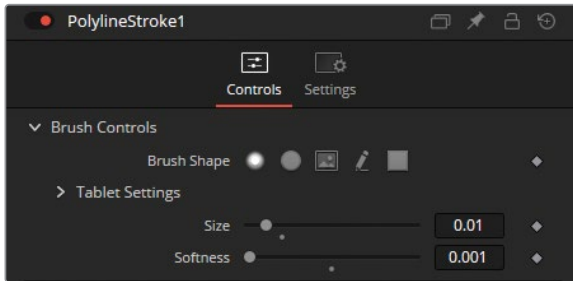 PolylineStroke1
Controls Settings
Brush Controls
Brush Shape
Tablet Settings
Size 0.01
Softness 0.001